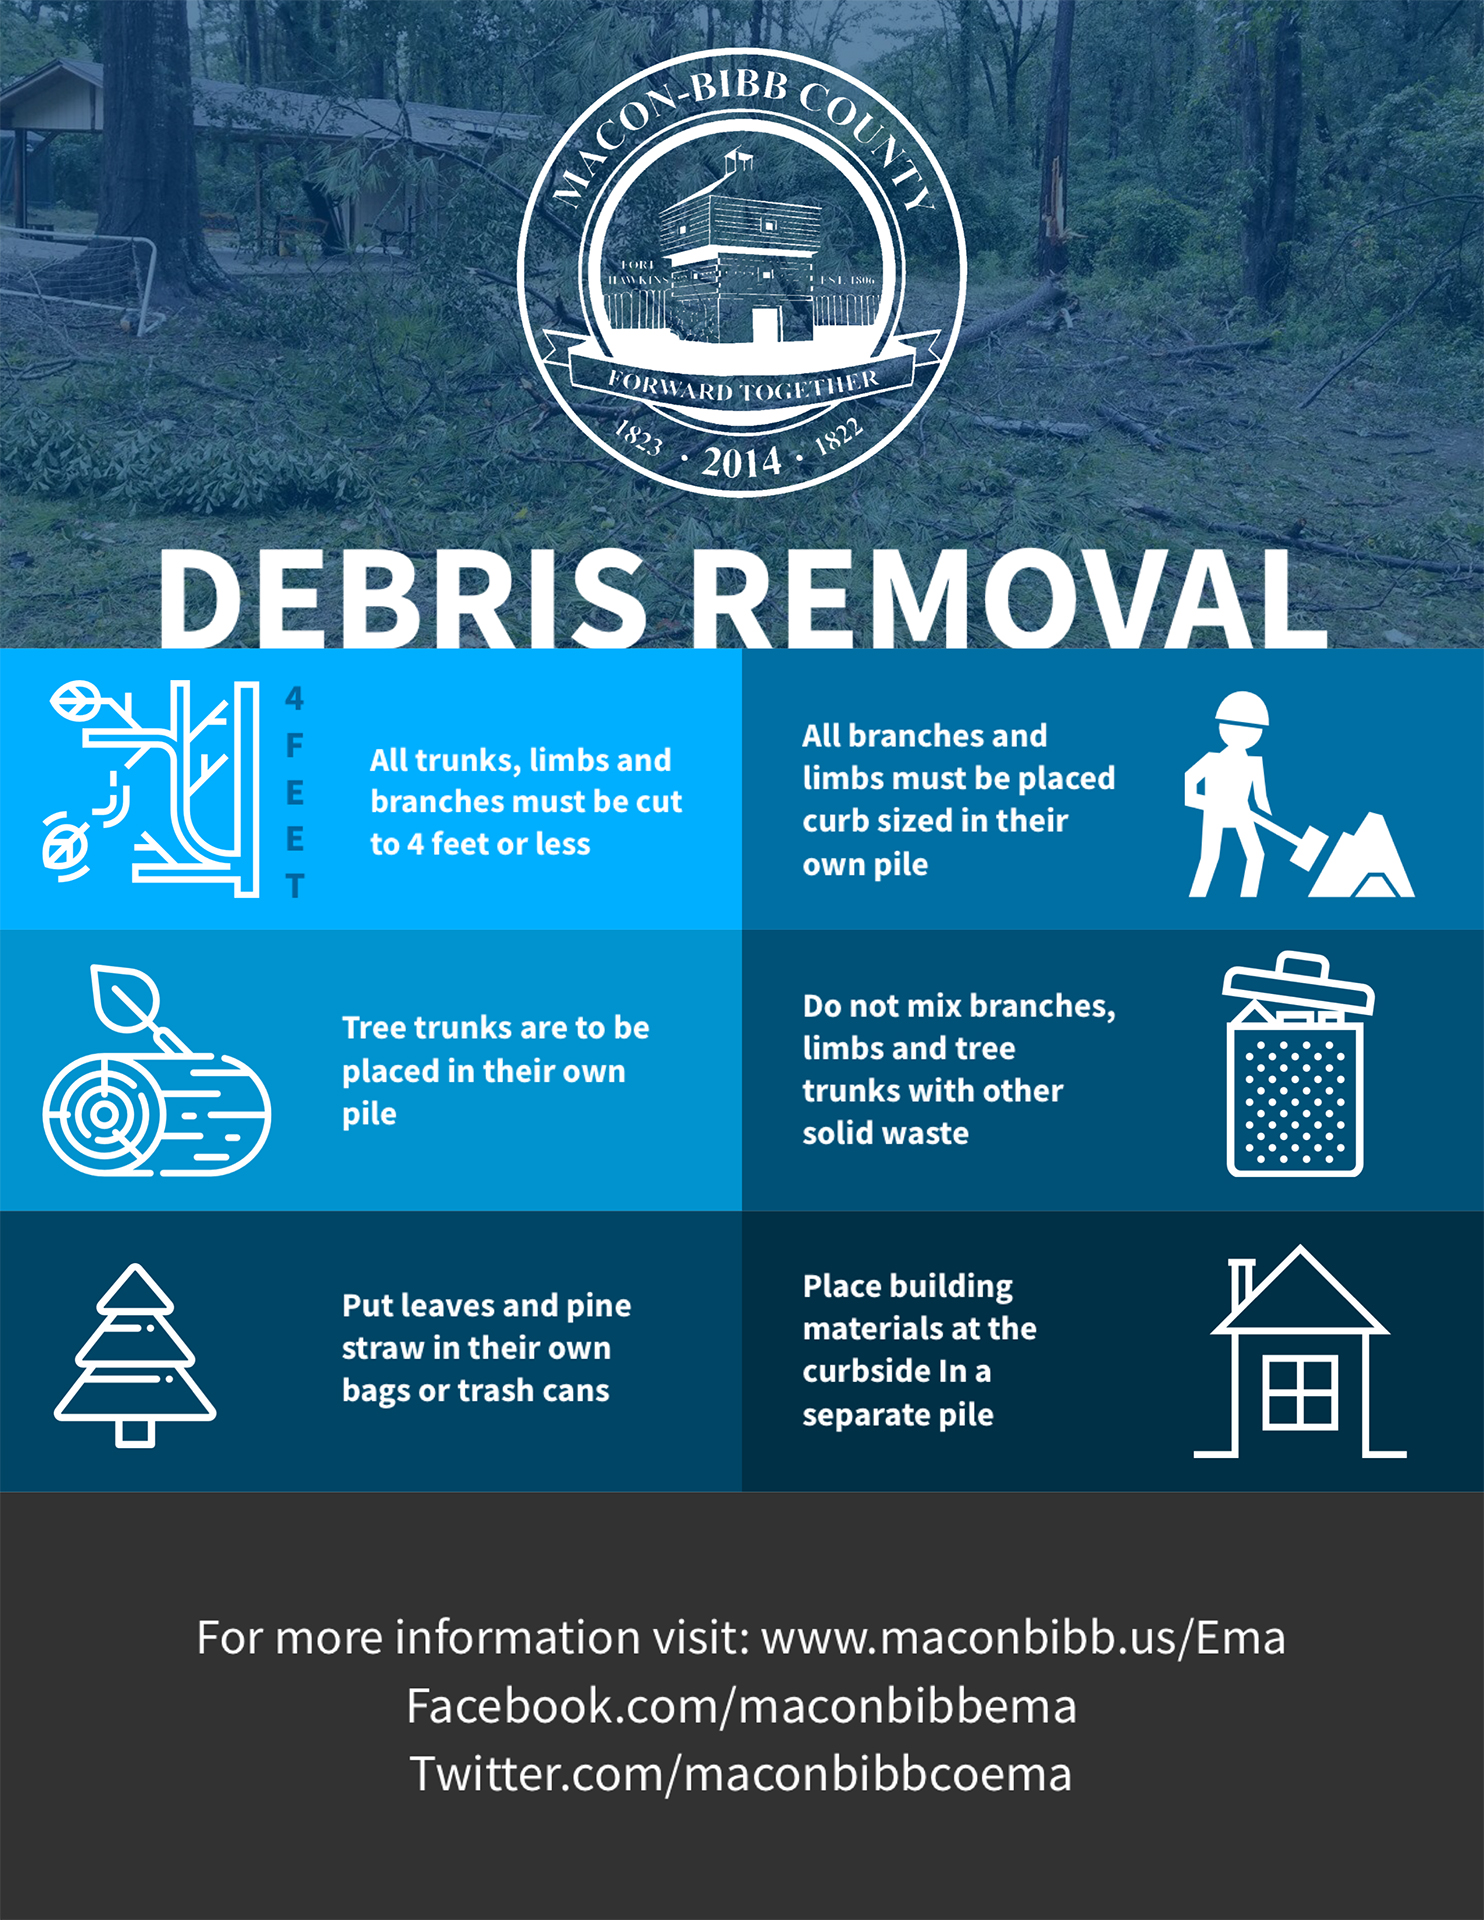 MACON-BIBB COUNTY
FORT
HAWKINS
EST. 1806
FORWARD TOGETHER
1823 · 2014 · 1822
DEBRIS REMOVAL
4
F
E
E
T
All trunks, limbs and
branches must be cut
to 4 feet or less
All branches and
limbs must be placed
curb sized in their
own pile
Tree trunks are to be
placed in their own
pile
Do not mix branches,
limbs and tree
trunks with other
solid waste
Put leaves and pine
straw in their own
bags or trash cans
Place building
materials at the
curbside In a
separate pile
For more information visit: www.maconbibb.us/Ema
Facebook.com/maconbibbema
Twitter.com/maconbibbcoema